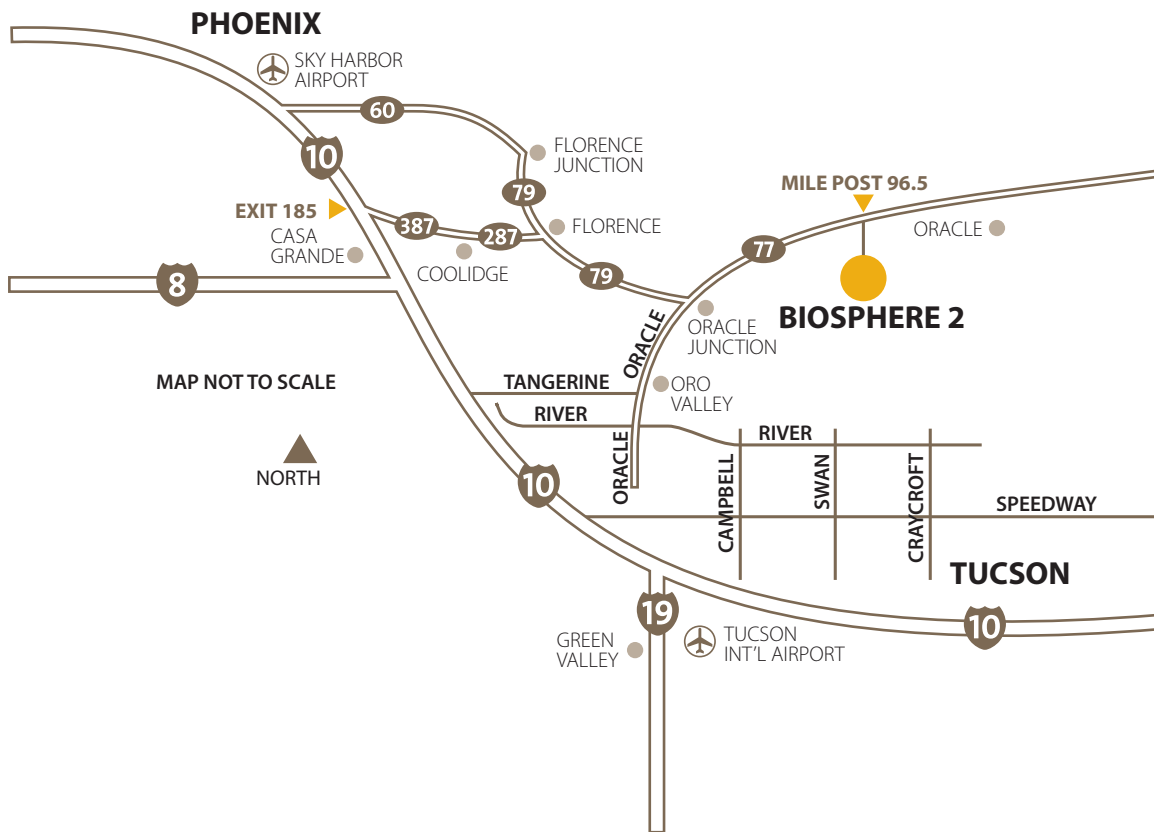 PHOENIX
SKY HARBOR
AIRPORT
60
10
FLORENCE
JUNCTION
79
MILE POST 96.5
EXIT 185
387
287
FLORENCE
ORACLE
CASA
GRANDE
COOLIDGE
77
79
8
BIOSPHERE 2
ORACLE
JUNCTION
ORACLE
MAP NOT TO SCALE
TANGERINE
ORO
VALLEY
RIVER
RIVER
NORTH
10
ORACLE
CAMPBELL
SWAN
CRAYCROFT
SPEEDWAY
TUCSON
19
10
GREEN
VALLEY
TUCSON
INT'L AIRPORT